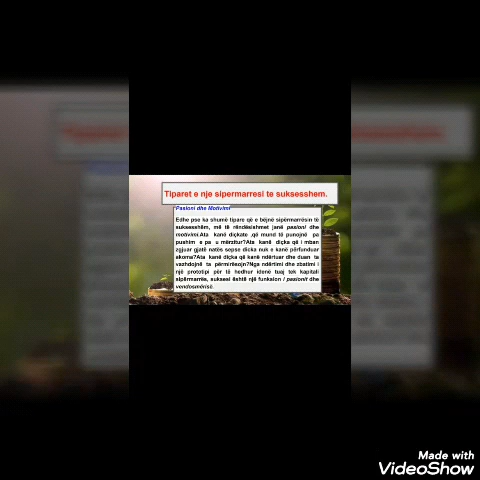 Tiparet e nje sipermarresi te suksesshem.
Pasioni dhe Motivimi
Edhe pse ka shumë tipare që e bëjnë sipërmarrësin të
suksesshëm, më të rëndësishmet janë pasioni dhe
motivimi.Ata kanë diçkate ,që mund të punojnë pa
pushim e pa u mërzitur?Ata kanë diçka që i mban
zgjuar gjatë natës sepse dicka nuk e kanë përfunduar
akoma?Ata kanë diçka që kanë ndërtuar dhe duan ta
vazhdojnë ta përmirësojn?Nga ndërtimi dhe zbatimi i
një prototipi për të hedhur idenë tuaj tek kapitali
sipërmarrës, suksesi është një funksion i pasionit dhe
vendosmërisë.
Made with
VideoShow